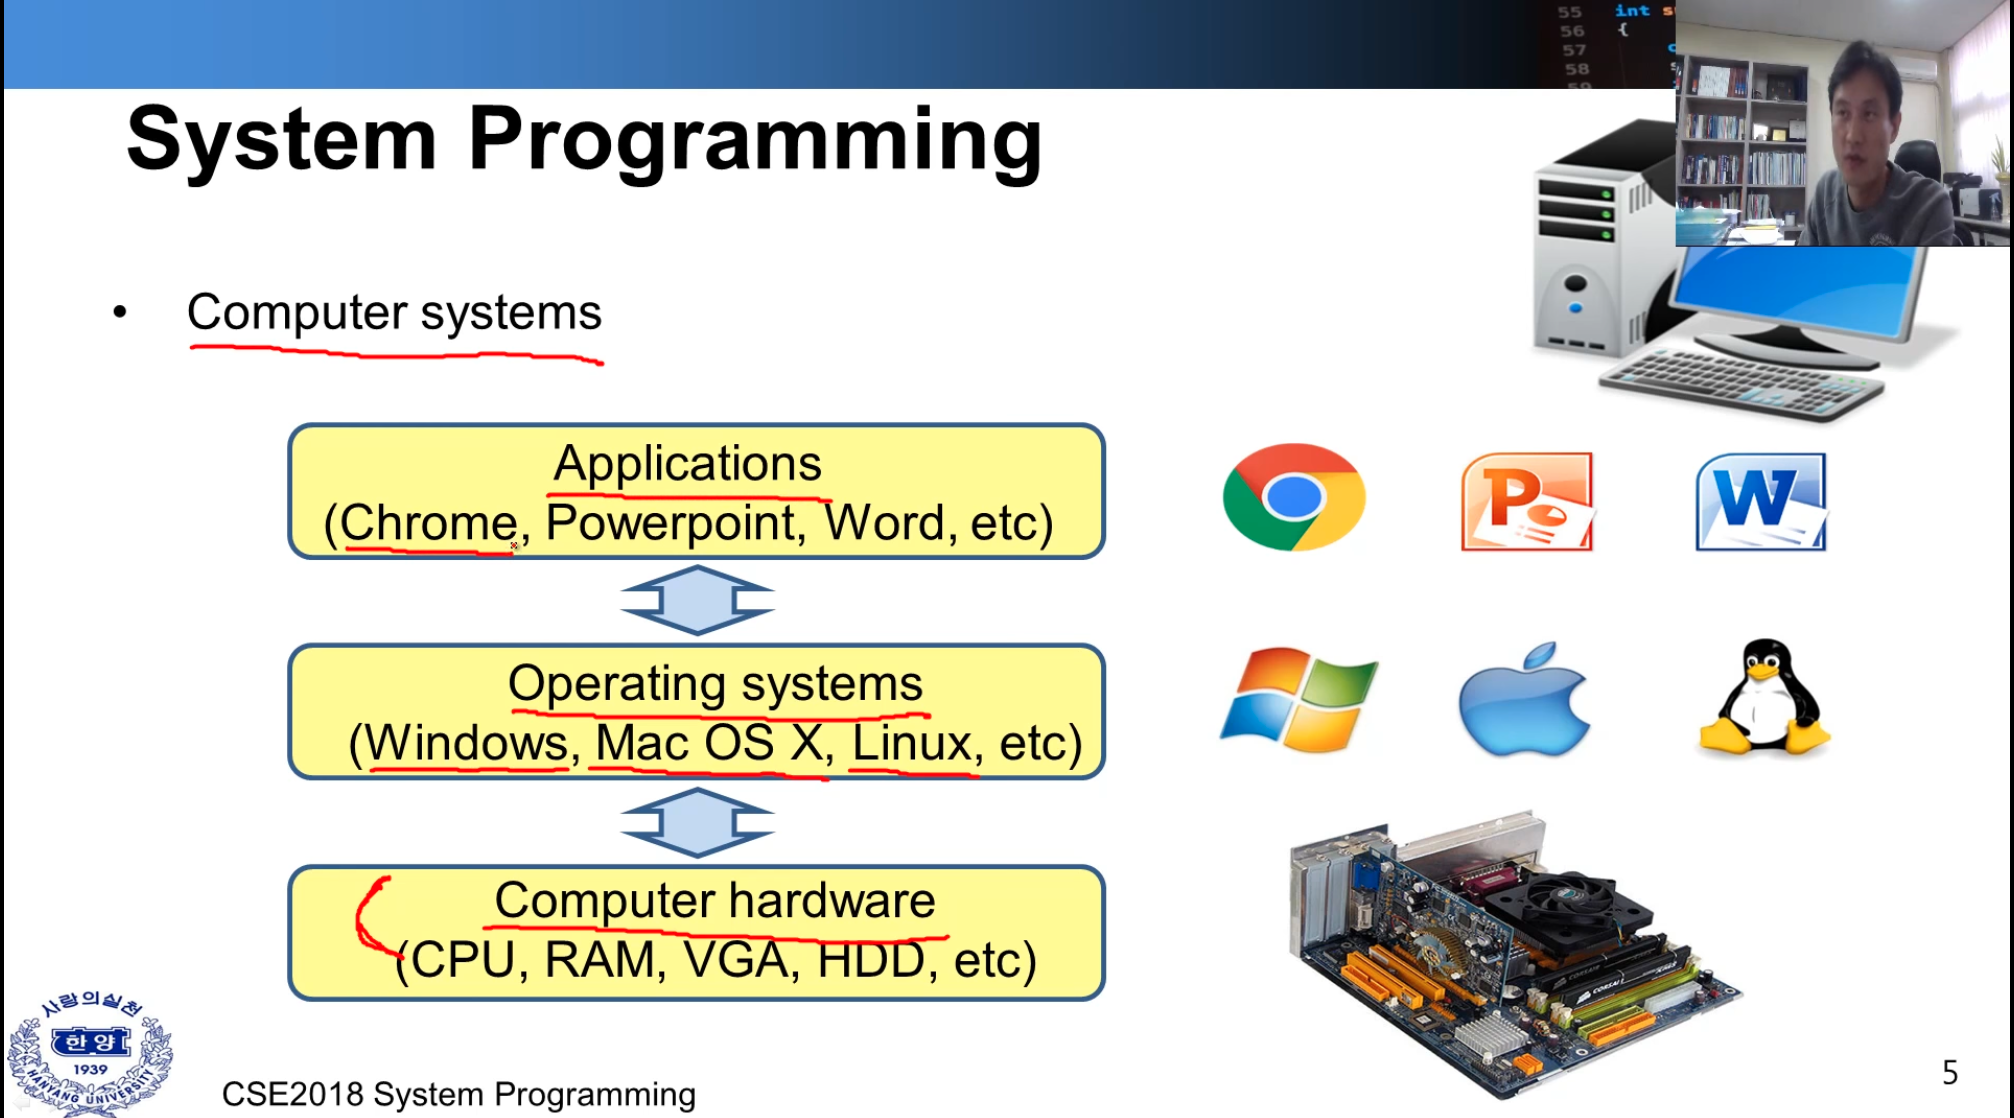 55 int
56 {
57
58
59
System Programming
• Computer systems
Applications
(Chrome, Powerpoint, Word, etc)
Operating systems
(Windows, Mac OS X, Linux, etc)
Computer hardware
(CPU, RAM, VGA, HDD, etc)
CORSAIR
사랑의실천
한양
1939
HANYANG UNIVERSITY
CSE2018 System Programming
5